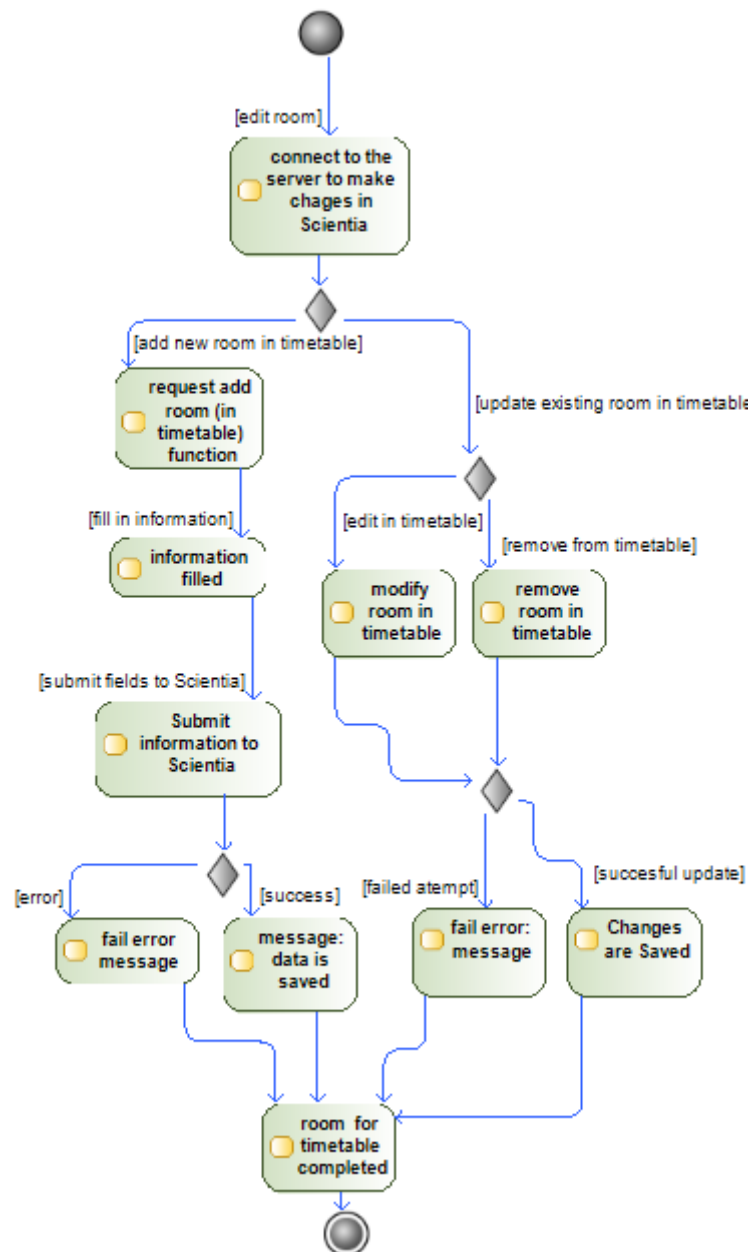 [edit room]
connect to the
server to make
chages in
Scientia
[add new room in timetable]
request add
room (in
timetable)
function
[update existing room in timetable
[fill in information]
information
filled
[edit in timetable]
[remove from timetable]
modify
room in
timetable
remove
room in
timetable
[submit fields to Scientia]
Submit
information to
Scientia
[error]
[success]
[failed atempt]
[succesful update]
fail error
message
message:
data is
saved
fail error:
message
Changes
are Saved
room for
timetable
completed